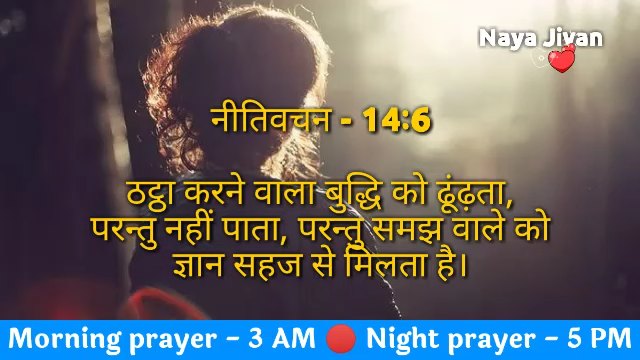 Naya Jivan
नीतिवचन - 14:6
ठट्ठा करने वाला बुद्धि को ढूंढ़ता,
परन्तु नहीं पाता, परन्तु समझ वाले को
ज्ञान सहज से मिलता है।
Morning prayer - 3 AM 🔴 Night prayer - 5 PM